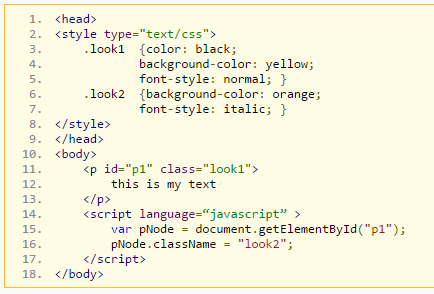 1. <head>
2. <style type="text/css">
3. .look1 {color: black;
4. background-color: yellow;
5. font-style: normal; }
6. .look2 {background-color: orange;
7. font-style: italic; }
8. </style>
9. </head>
10. <body>
11. <p id="p1" class="look1">
12. this is my text
13. </p>
14. <script language=“javascript” >
15. var pNode = document.getElementById("p1");
16. pNode.className = "look2";
17. </script>
18. </body>